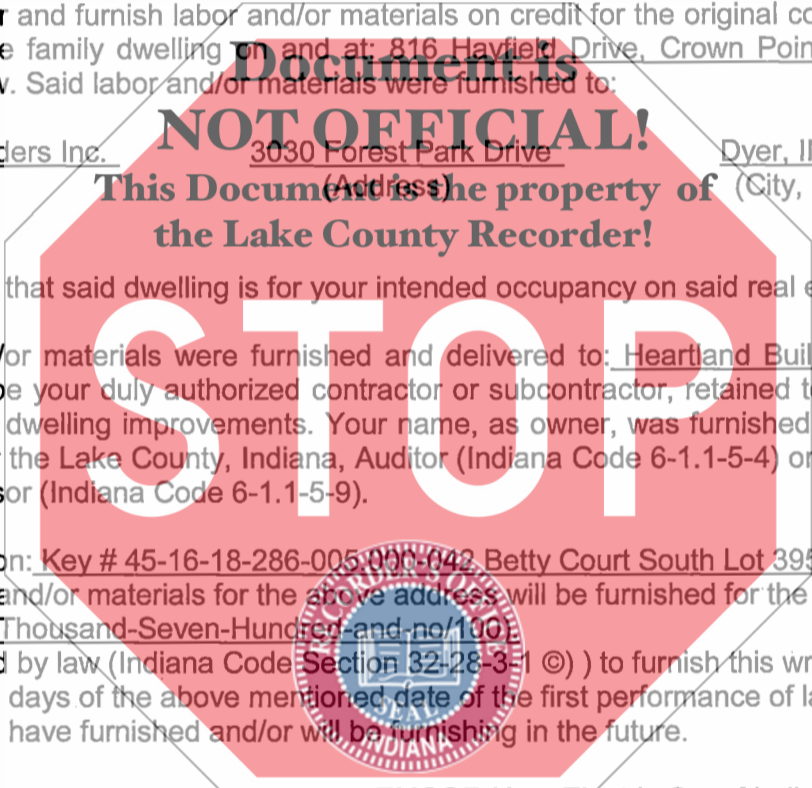 r and furnish labor and/or materials on credit for the original co
e family dwelling on and at: 816 Hayfield Drive, Crown Poin
Document is
v. Said labor and/or materials were furnished to:
NOT OFFICIAL!
ders Inc. 3030 Forest Park Drive Dyer, I
This Document is the property of
(Address) (City,
the Lake County Recorder!
that said dwelling is for your intended occupancy on said real e
STOP
or materials were furnished and delivered to: Heartland Buil
e your duly authorized contractor or subcontractor, retained t
dwelling improvements. Your name, as owner, was furnished
the Lake County, Indiana, Auditor (Indiana Code 6-1.1-5-4) or
sor (Indiana Code 6-1.1-5-9).
on: Key # 45-16-18-286-005.000-042 Betty Court South Lot 395
and/or materials for the above address will be furnished for the
Thousand-Seven-Hundred-and-no/100)
d by law (Indiana Code Section 32-28-3-1 ©) ) to furnish this wr
days of the above mentioned date of the first performance of la
have furnished and/or will be furnishing in the future.
RECORDER'S OFFICE
SEAL
INDIANA